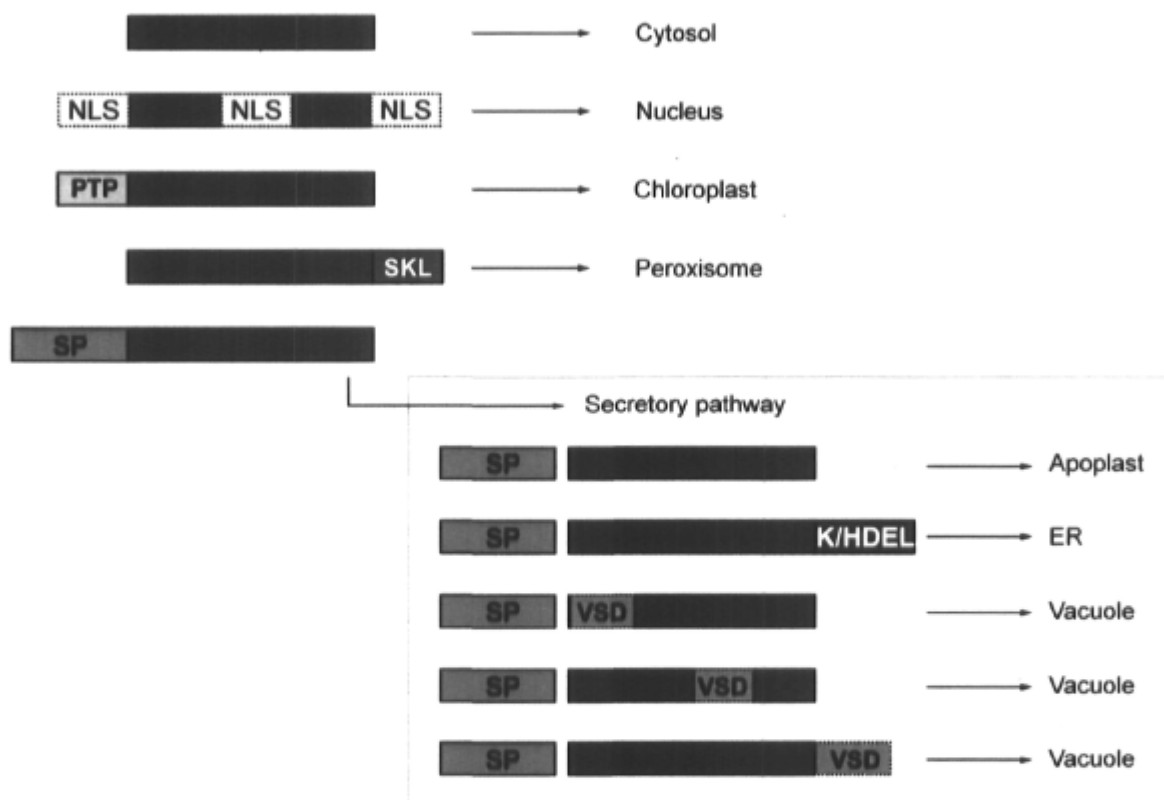 Cytosol
NLS NLS NLS Nucleus
PTP Chloroplast
SKL Peroxisome
SP
Secretory pathway
SP Apoplast
SP K/HDEL ER
SP VSD Vacuole
SP VSD Vacuole
SP VSD Vacuole